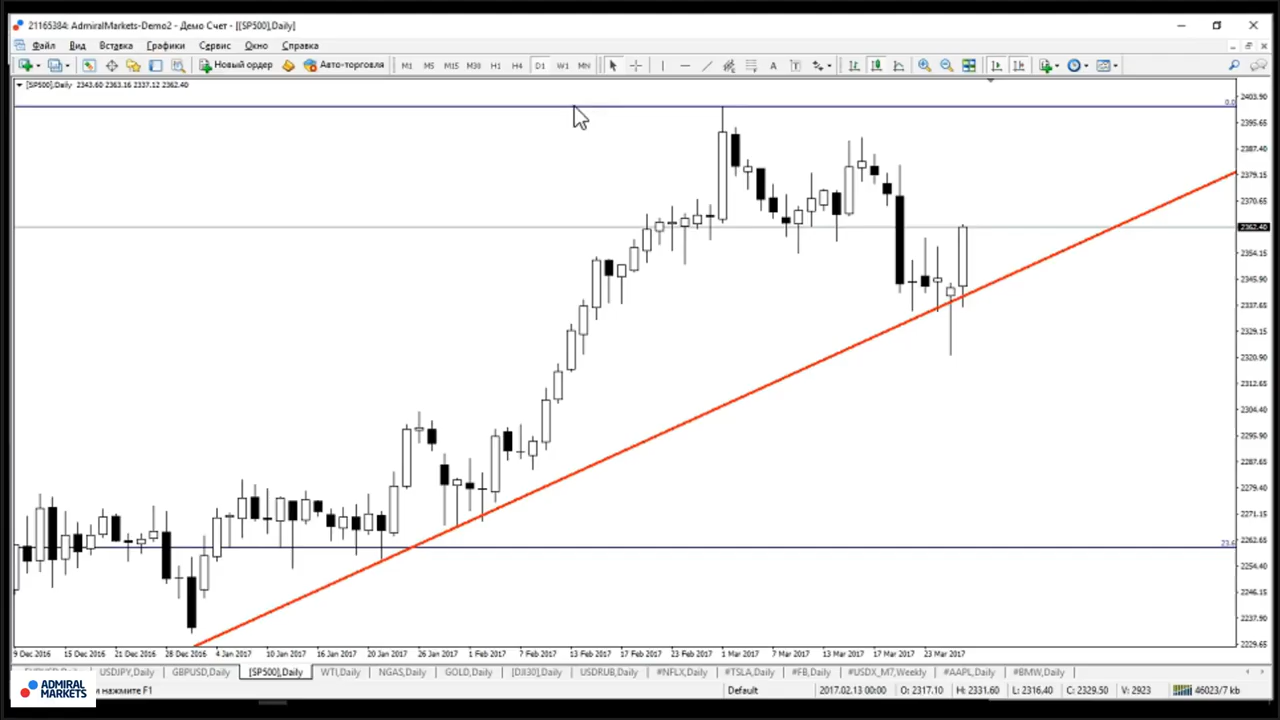 21165384: AdmiralMarkets-Demo2 - Демо Счет - [[SP500],Daily]
Файл Вид Вставка Графики Сервис Окно Справка
Новый ордер Авто-торговля M1 M5 M15 M30 H1 H4 D1 W1 MN A T
[SP500],Daily 2343.60 2363.16 2337.12 2362.40
2403.90
0.0
2395.65
2387.40
2379.15
2370.65
2362.40
2354.15
2345.90
2337.65
2329.15
2320.90
2312.65
2304.40
2295.90
2287.65
2279.40
2271.15
2262.65
23.6
2254.40
2246.15
2237.90
2229.65
9 Dec 2016 15 Dec 2016 21 Dec 2016 28 Dec 2016 4 Jan 2017 10 Jan 2017 16 Jan 2017 20 Jan 2017 26 Jan 2017 1 Feb 2017 7 Feb 2017 13 Feb 2017 17 Feb 2017 23 Feb 2017 1 Mar 2017 7 Mar 2017 13 Mar 2017 17 Mar 2017 23 Mar 2017
USDJPY,Daily GBPUSD,Daily [SP500],Daily WTI,Daily NGAS,Daily GOLD,Daily [DJI30],Daily USDRUB,Daily #NFLX,Daily #TSLA,Daily #FB,Daily #USDX_M7,Weekly #AAPL,Daily #BMW,Daily
ADMIRAL
MARKETS
и нажмите F1 Default 2017.02.13 00:00 O: 2317.10 H: 2331.60 L: 2316.40 C: 2329.50 V: 2923 46023/7 kb